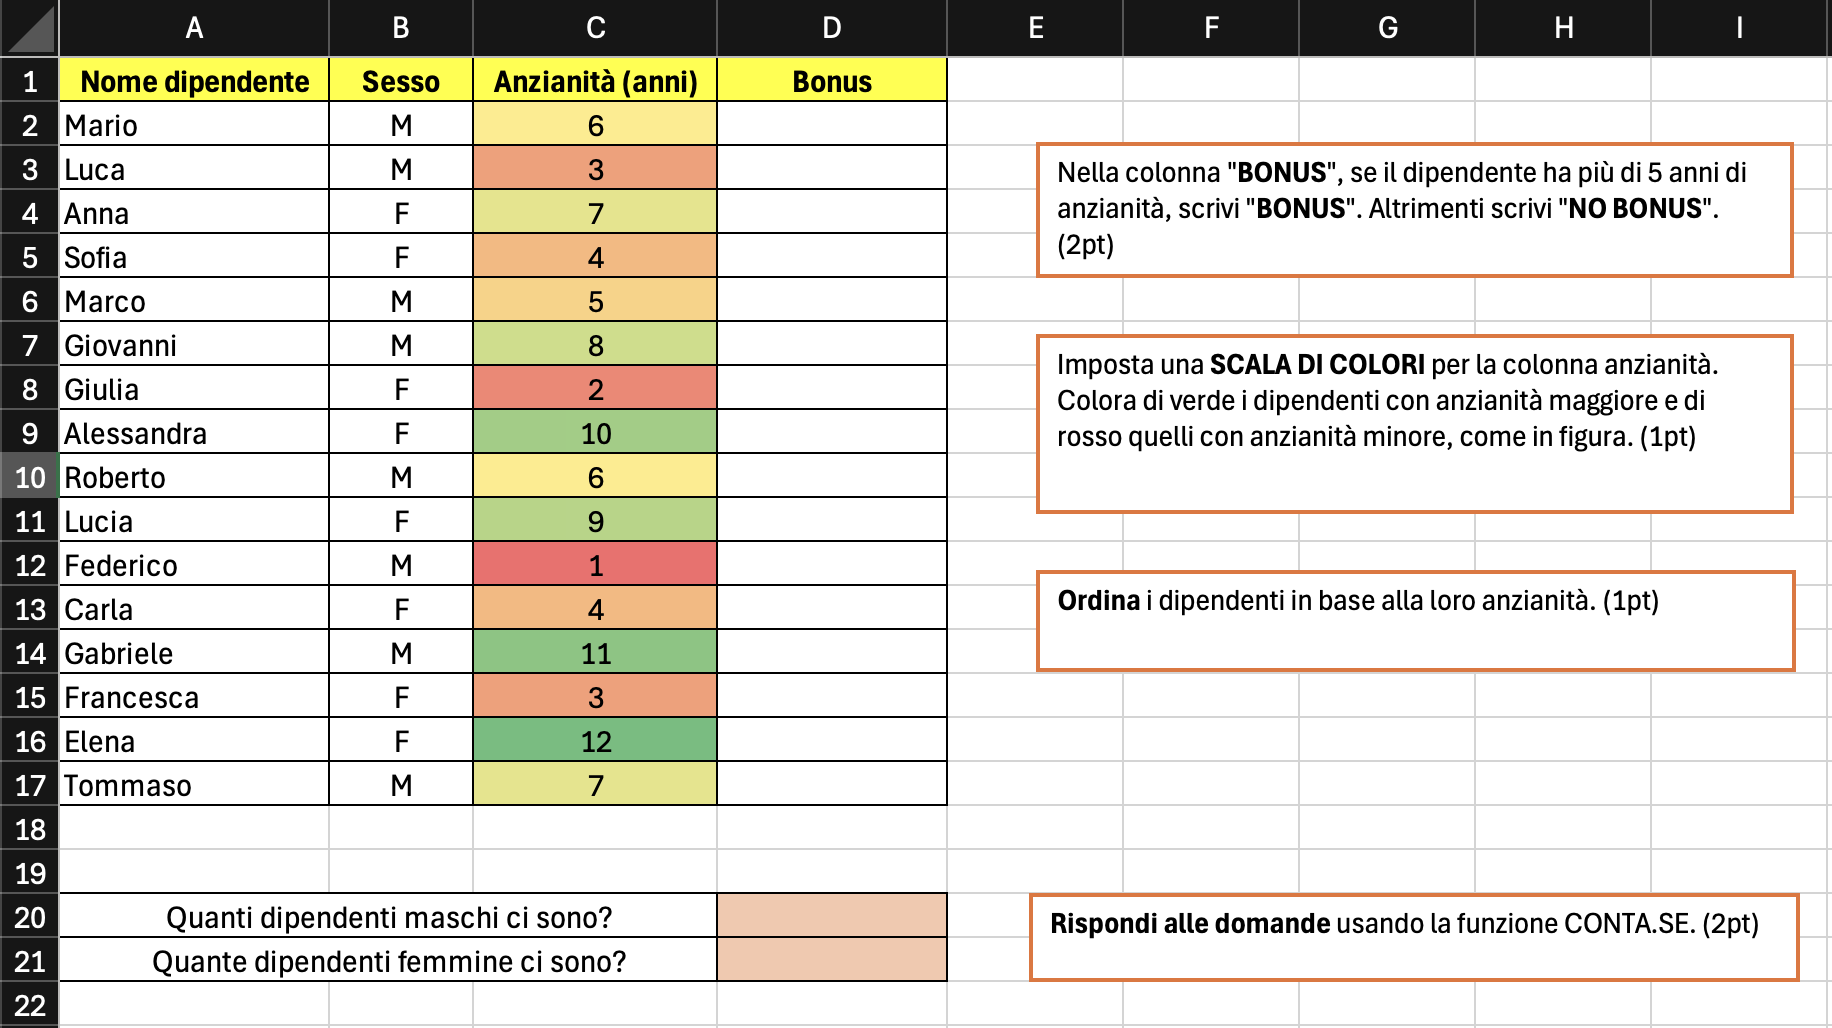 A B C D E F G H I
1 Nome dipendente Sesso Anzianità (anni) Bonus
2 Mario M 6
3 Luca M 3
4 Anna F 7
5 Sofia F 4
6 Marco M 5
7 Giovanni M 8
8 Giulia F 2
9 Alessandra F 10
10 Roberto M 6
11 Lucia F 9
12 Federico M 1
13 Carla F 4
14 Gabriele M 11
15 Francesca F 3
16 Elena F 12
17 Tommaso M 7
18
19
20 Quanti dipendenti maschi ci sono?
21 Quante dipendenti femmine ci sono?
22
Nella colonna "BONUS", se il dipendente ha più di 5 anni di
anzianità, scrivi "BONUS". Altrimenti scrivi "NO BONUS".
(2pt)
Imposta una SCALA DI COLORI per la colonna anzianità.
Colora di verde i dipendenti con anzianità maggiore e di
rosso quelli con anzianità minore, come in figura. (1pt)
Ordina i dipendenti in base alla loro anzianità. (1pt)
Rispondi alle domande usando la funzione CONTA.SE. (2pt)